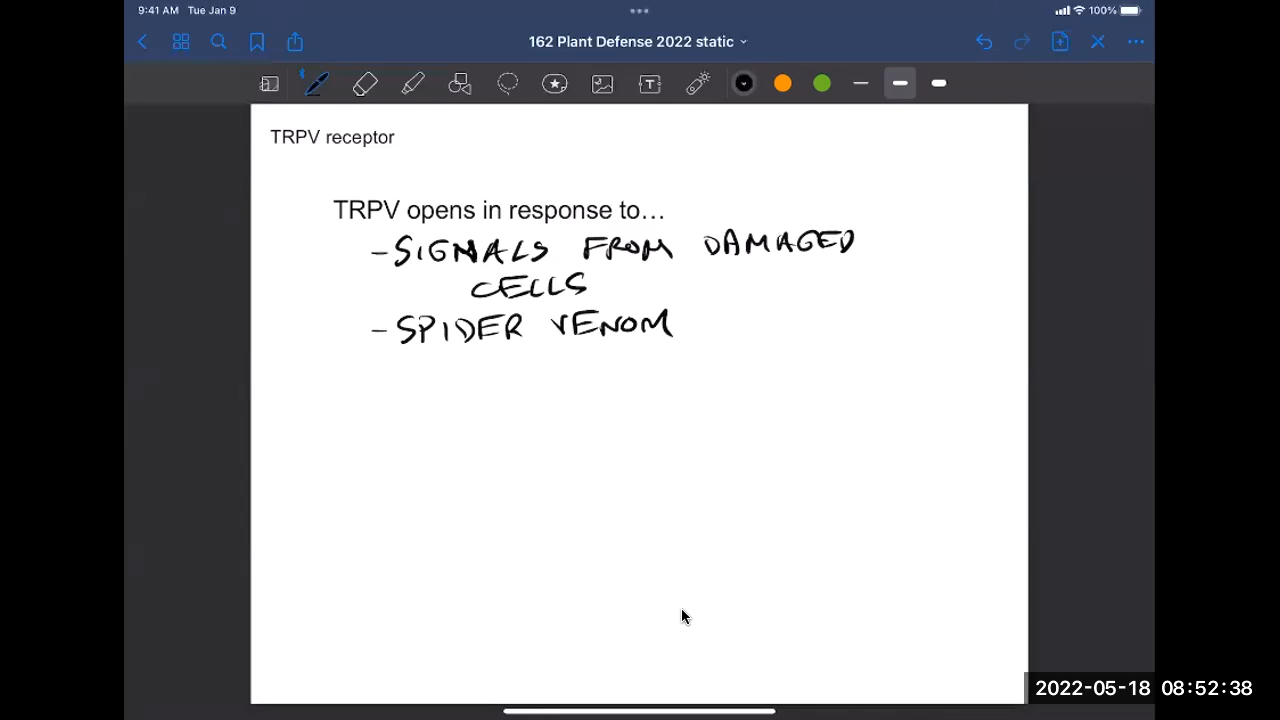 9:41 AM Tue Jan 9
100%
162 Plant Defense 2022 static
T
TRPV receptor
TRPV opens in response to…
- SIGNALS FROM DAMAGED
CELLS
- SPIDER VENOM
2022-05-18 08:52:38